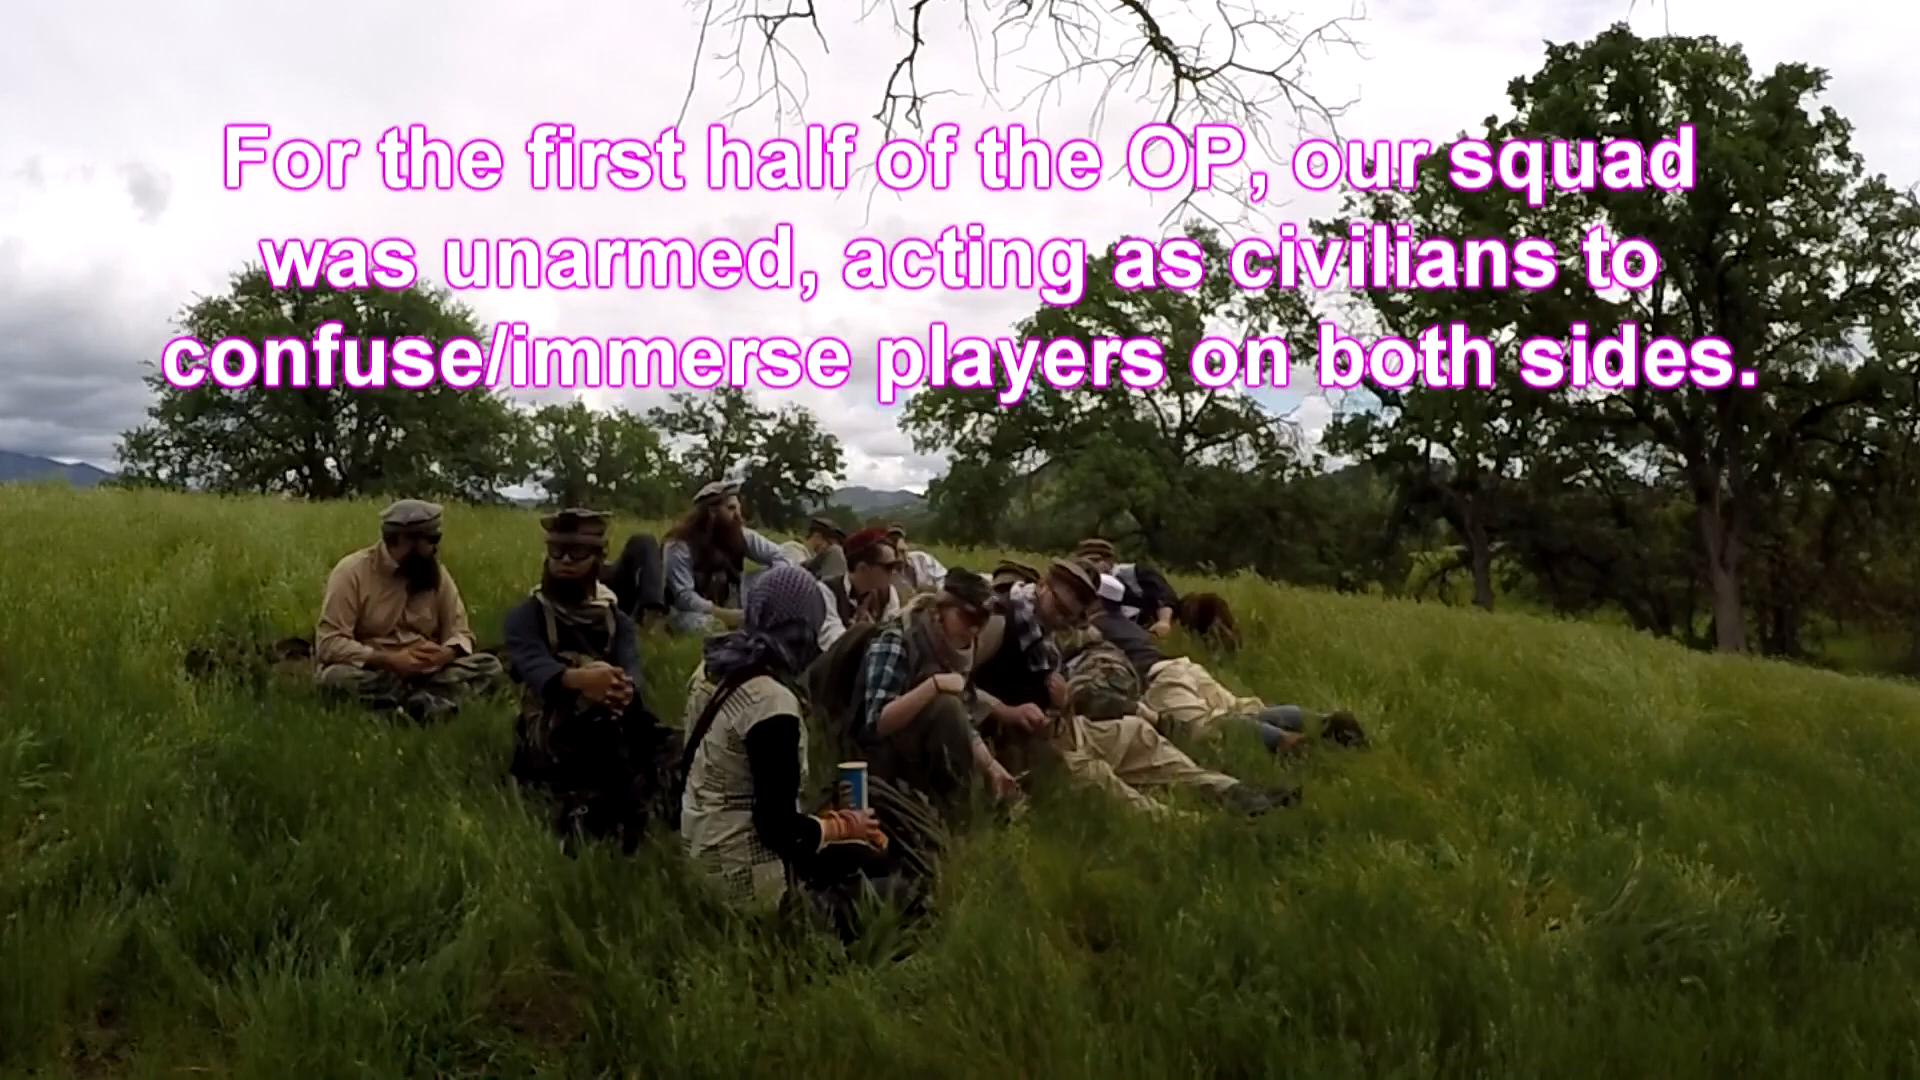 For the first half of the OP, our squad
was unarmed, acting as civilians to
confuse/immerse players on both sides.